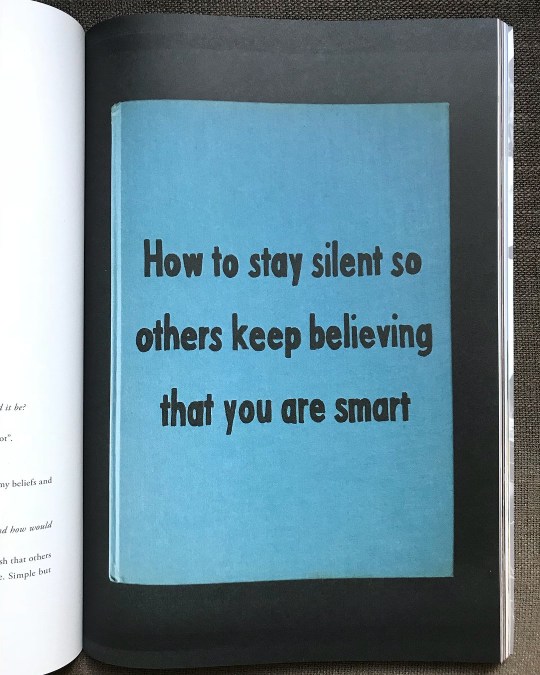 d it be?
ot".
my beliefs and
nd how would
sh that others
e. Simple but
How to stay silent so
others keep believing
that you are smart